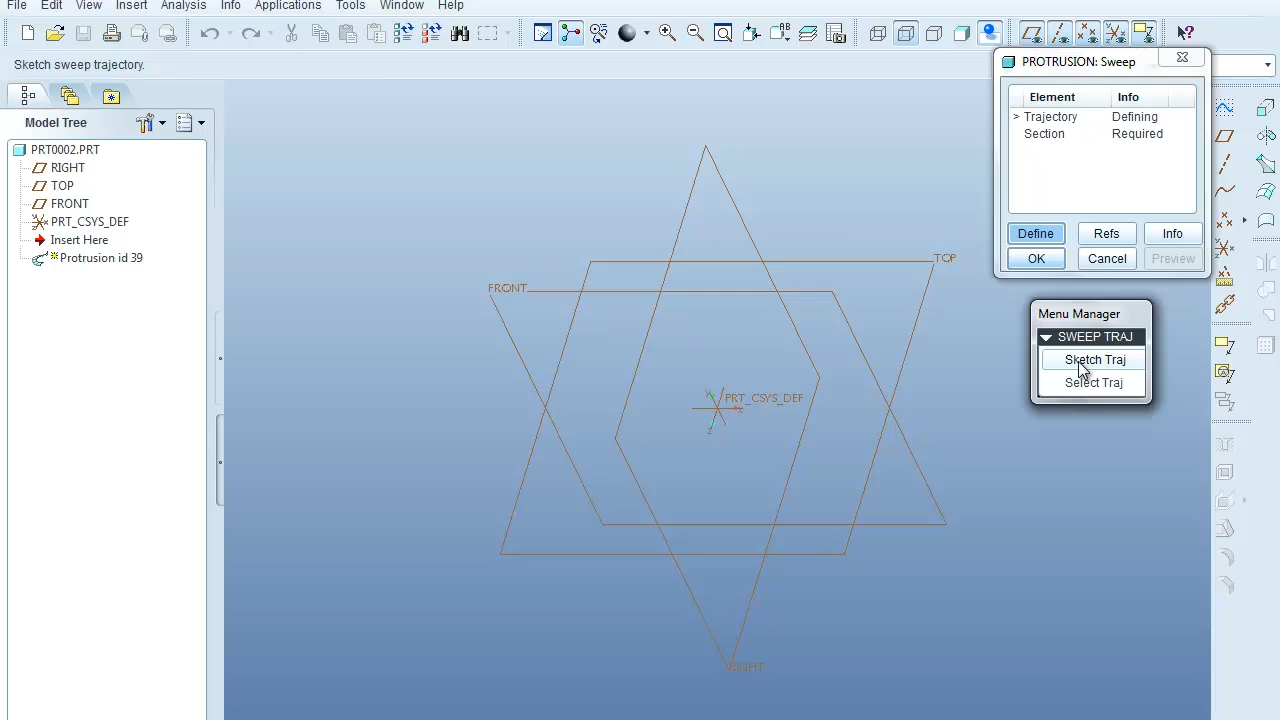 File Edit View Insert Analysis Info Applications Tools Window Help
Sketch sweep trajectory.
Model Tree
PRT0002.PRT
RIGHT
TOP
FRONT
PRT_CSYS_DEF
Insert Here
Protrusion id 39
TOP
FRONT
PRT_CSYS_DEF
Y
X
Z
RIGHT
PROTRUSION: Sweep
Element Info
> Trajectory Defining
Section Required
Define Refs Info
OK Cancel Preview
Menu Manager
SWEEP TRAJ
Sketch Traj
Select Traj